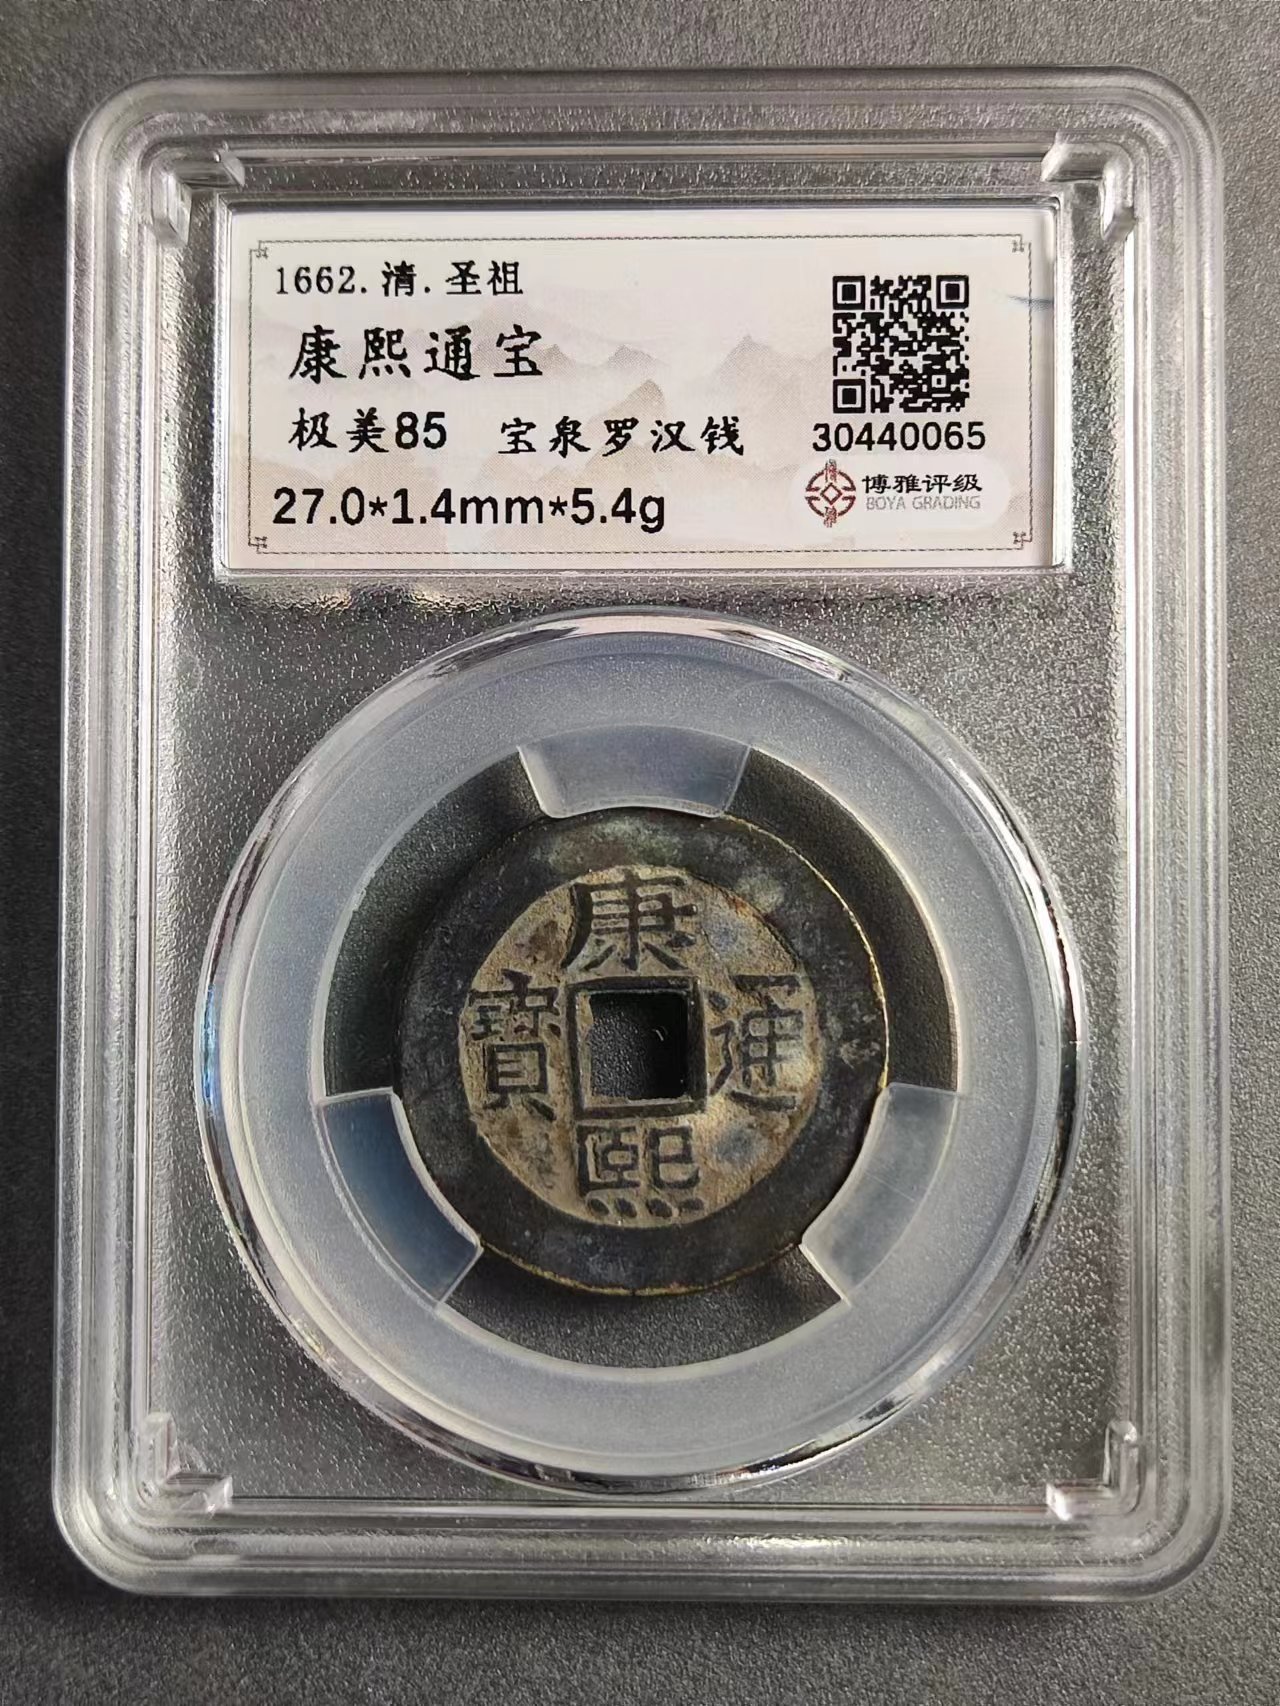 1662.清.圣祖
康熙通宝
极美85 宝泉罗汉钱
30440065
27.0*1.4mm*5.4g
博雅评级
BOYA GRADING
康
寳 通
熙